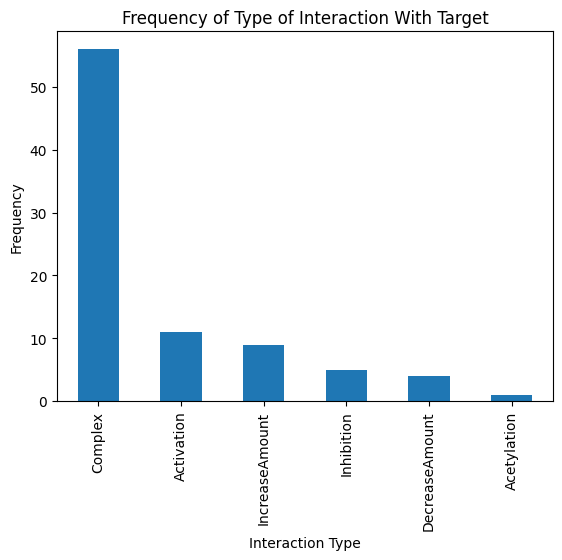 Frequency of Type of Interaction With Target
Frequency
50
40
30
20
10
0
Complex
Activation
IncreaseAmount
Inhibition
DecreaseAmount
Acetylation
Interaction Type